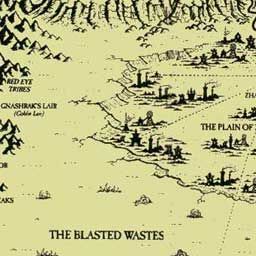 RED EYE
TRIBES
GNASHRAK'S LAIR
(Goblin Lair)
THE PLAIN OF
THE BLASTED WASTES